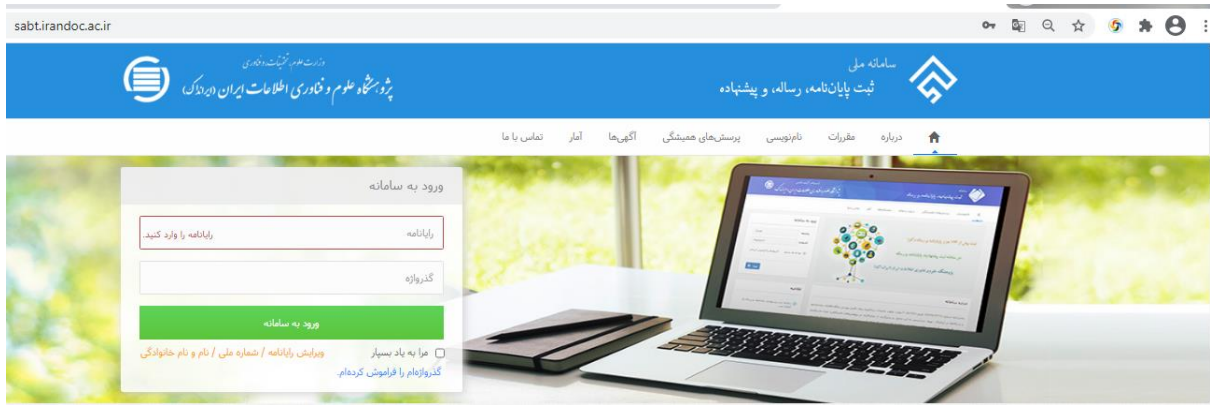 sabt.irandoc.ac.ir
سامانه ملی
ثبت پایان‌نامه، رساله، و پیشنهاده
وزارت علوم، تحقیقات، و فناوری
پژوهشگاه علوم و فناوری اطلاعات ایران (ایرانداک)
درباره مقررات نام‌نویسی پرسش‌های همیشگی آگهی‌ها آمار تماس با ما
ورود به سامانه
رایانامه رایانامه را وارد کنید.
گذرواژه
ورود به سامانه
مرا به یاد بسپار ویرایش رایانامه / شماره ملی / نام و نام خانوادگی
گذرواژه‌ام را فراموش کرده‌ام.